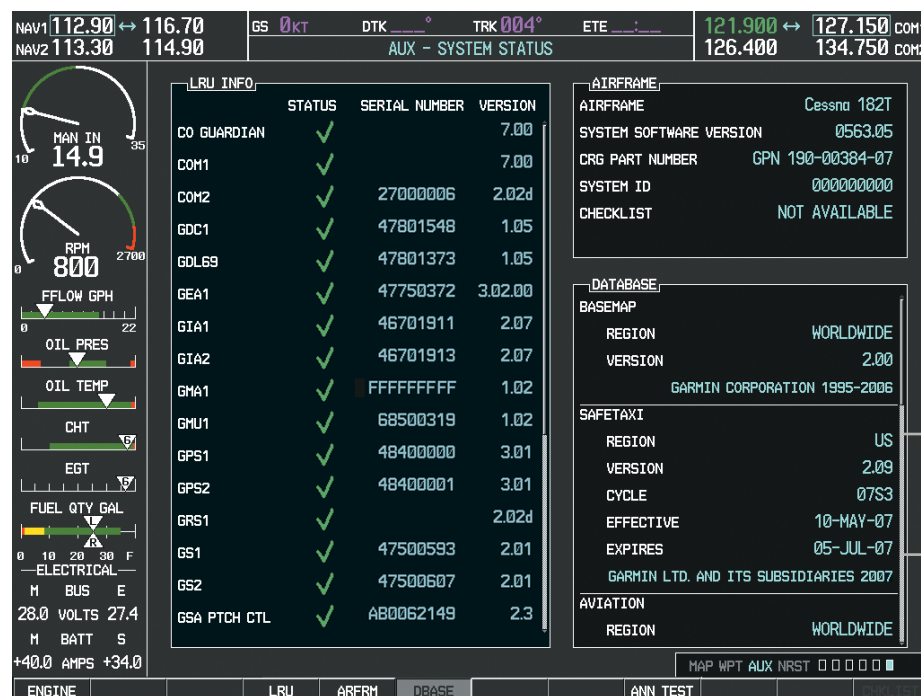 NAV1 112.90 ↔ 116.70 GS 0KT DTK ___° TRK 004° ETE __:__ 121.900 ↔ 127.150 COM1
NAV2 113.30 114.90 AUX - SYSTEM STATUS 126.400 134.750 COM2
MAN IN
14.9
10 35
RPM
800
0 2700
FFLOW GPH
0 22
OIL PRES
OIL TEMP
CHT
6
EGT
6
FUEL QTY GAL
L
R
0 10 20 30 F
ELECTRICAL
M BUS E
28.0 VOLTS 27.4
M BATT S
+40.0 AMPS +34.0
LRU INFO
STATUS SERIAL NUMBER VERSION
CO GUARDIAN ✓ 7.00
COM1 ✓ 7.00
COM2 ✓ 27000006 2.02d
GDC1 ✓ 47801548 1.05
GDL69 ✓ 47801373 1.05
GEA1 ✓ 47750372 3.02.00
GIA1 ✓ 46701911 2.07
GIA2 ✓ 46701913 2.07
GMA1 ✓ FFFFFFFFF 1.02
GMU1 ✓ 68500319 1.02
GPS1 ✓ 48400000 3.01
GPS2 ✓ 48400001 3.01
GRS1 ✓ 2.02d
GS1 ✓ 47500593 2.01
GS2 ✓ 47500607 2.01
GSA PTCH CTL ✓ AB0062149 2.3
AIRFRAME
AIRFRAME Cessna 182T
SYSTEM SOFTWARE VERSION 0563.05
CRG PART NUMBER GPN 190-00384-07
SYSTEM ID 000000000
CHECKLIST NOT AVAILABLE
DATABASE
BASEMAP
REGION WORLDWIDE
VERSION 2.00
GARMIN CORPORATION 1995-2006
SAFETAXI
REGION US
VERSION 2.09
CYCLE 07S3
EFFECTIVE 10-MAY-07
EXPIRES 05-JUL-07
GARMIN LTD. AND ITS SUBSIDIARIES 2007
AVIATION
REGION WORLDWIDE
MAP WPT AUX NRST
ENGINE LRU ARFRM DBASE ANN TEST CHKLIST